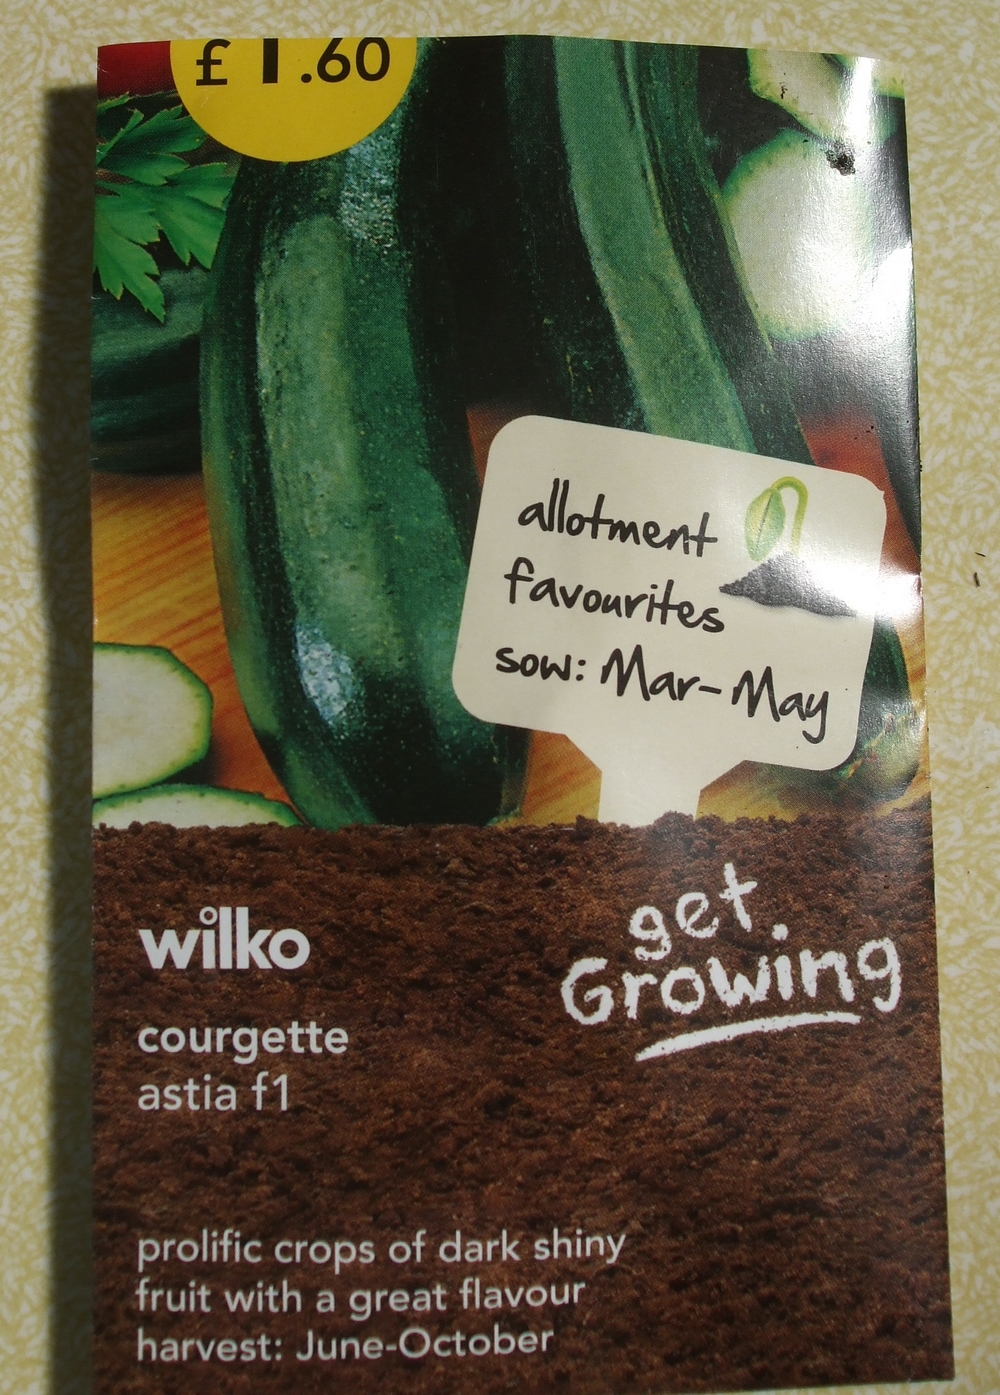 £1.60
allotment
favourites
sow: Mar-May
get
Growing
wilko
courgette
astia f1
prolific crops of dark shiny
fruit with a great flavour
harvest: June-October